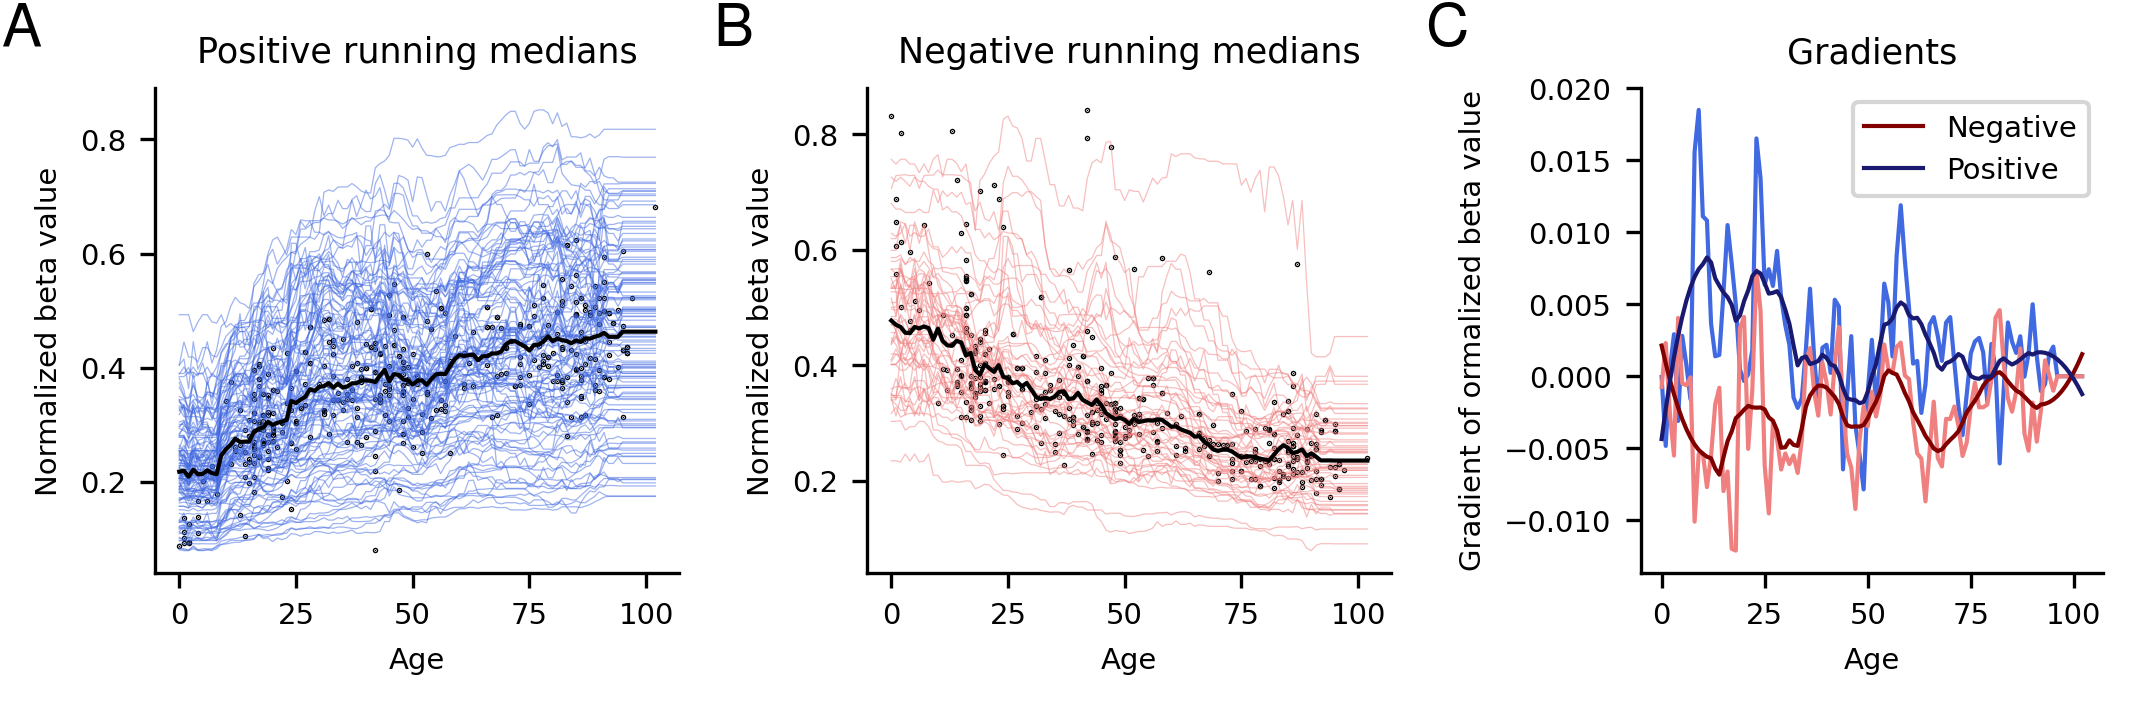 A
Positive running medians
Normalized beta value
0.8
0.6
0.4
0.2
0 25 50 75 100
Age
B
Negative running medians
Normalized beta value
0.8
0.6
0.4
0.2
0 25 50 75 100
Age
C
Gradients
Gradient of ormalized beta value
0.020
0.015
0.010
0.005
0.000
−0.005
−0.010
Negative
Positive
0 25 50 75 100
Age